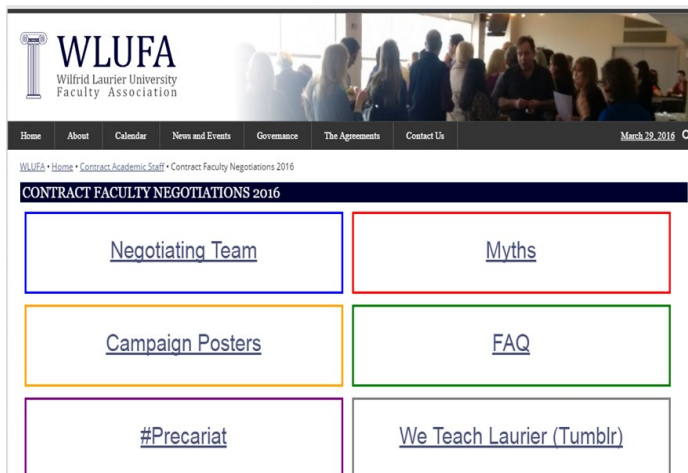 WLUFA
Wilfrid Laurier University
Faculty Association
Home About Calendar News and Events Governance The Agreements Contact Us March 29, 2016
WLUFA • Home • Contract Academic Staff • Contract Faculty Negotiations 2016
CONTRACT FACULTY NEGOTIATIONS 2016
Negotiating Team Myths
Campaign Posters FAQ
#Precariat We Teach Laurier (Tumblr)